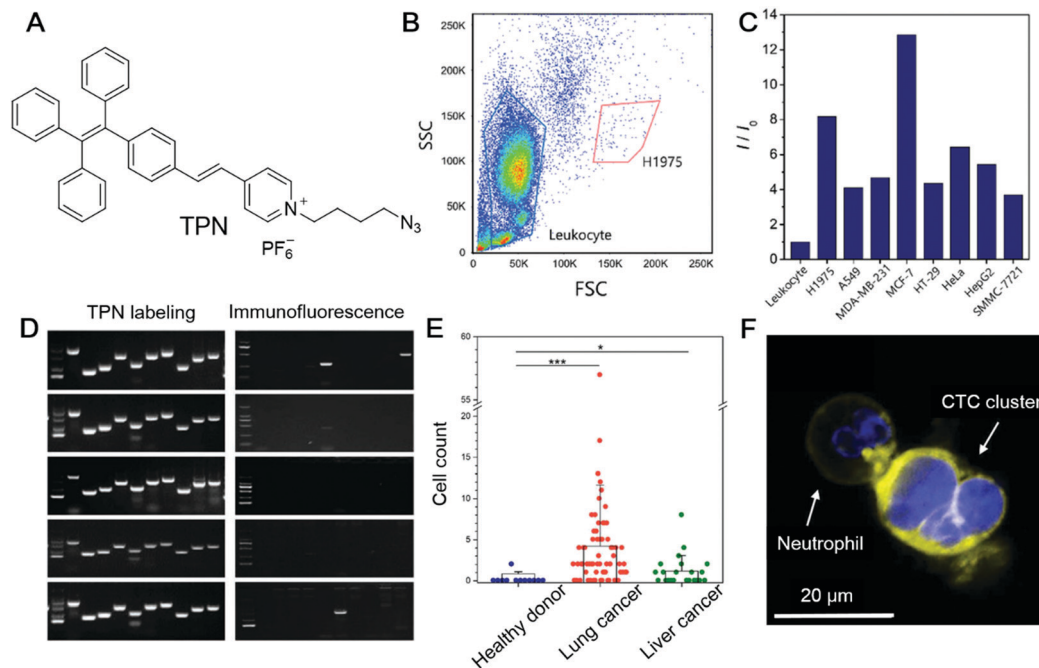 A
N+
N3
TPN
PF6−
B
SSC
250K
200K
150K
100K
50K
0
0
50K
100K
150K
200K
250K
FSC
H1975
Leukocyte
C
I / I0
14
12
10
8
6
4
2
0
Leukocyte
H1975
A549
MDA-MB-231
MCF-7
HT-29
HeLa
HepG2
SMMC-7721
D
TPN labeling
Immunofluorescence
E
Cell count
60
55
20
15
10
5
0
*
***
Healthy donor
Lung cancer
Liver cancer
F
CTC cluster
Neutrophil
20 μm